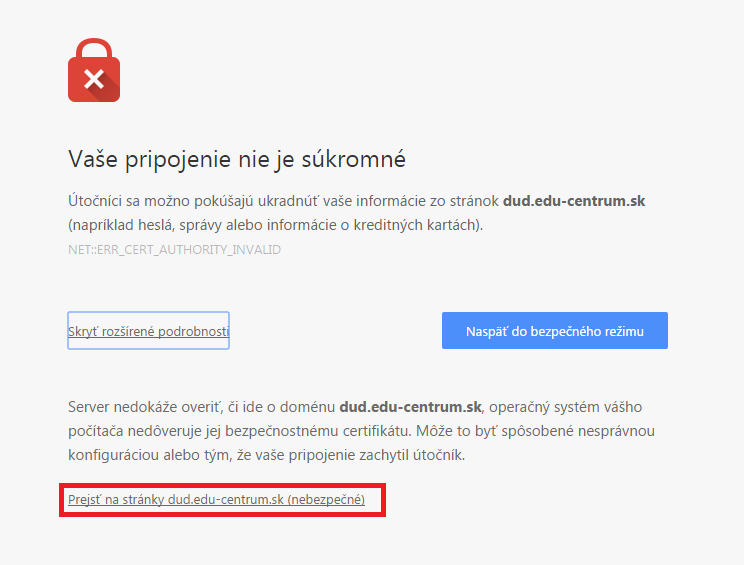 Vaše pripojenie nie je súkromné
Útočníci sa možno pokúšajú ukradnúť vaše informácie zo stránok dud.edu-centrum.sk
(napríklad heslá, správy alebo informácie o kreditných kartách).
NET::ERR_CERT_AUTHORITY_INVALID
Skryť rozšírené podrobnosti
Naspäť do bezpečného režimu
Server nedokáže overiť, či ide o doménu dud.edu-centrum.sk, operačný systém vášho
počítača nedôveruje jej bezpečnostnému certifikátu. Môže to byť spôsobené nesprávnou
konfiguráciou alebo tým, že vaše pripojenie zachytil útočník.
Prejsť na stránky dud.edu-centrum.sk (nebezpečné)